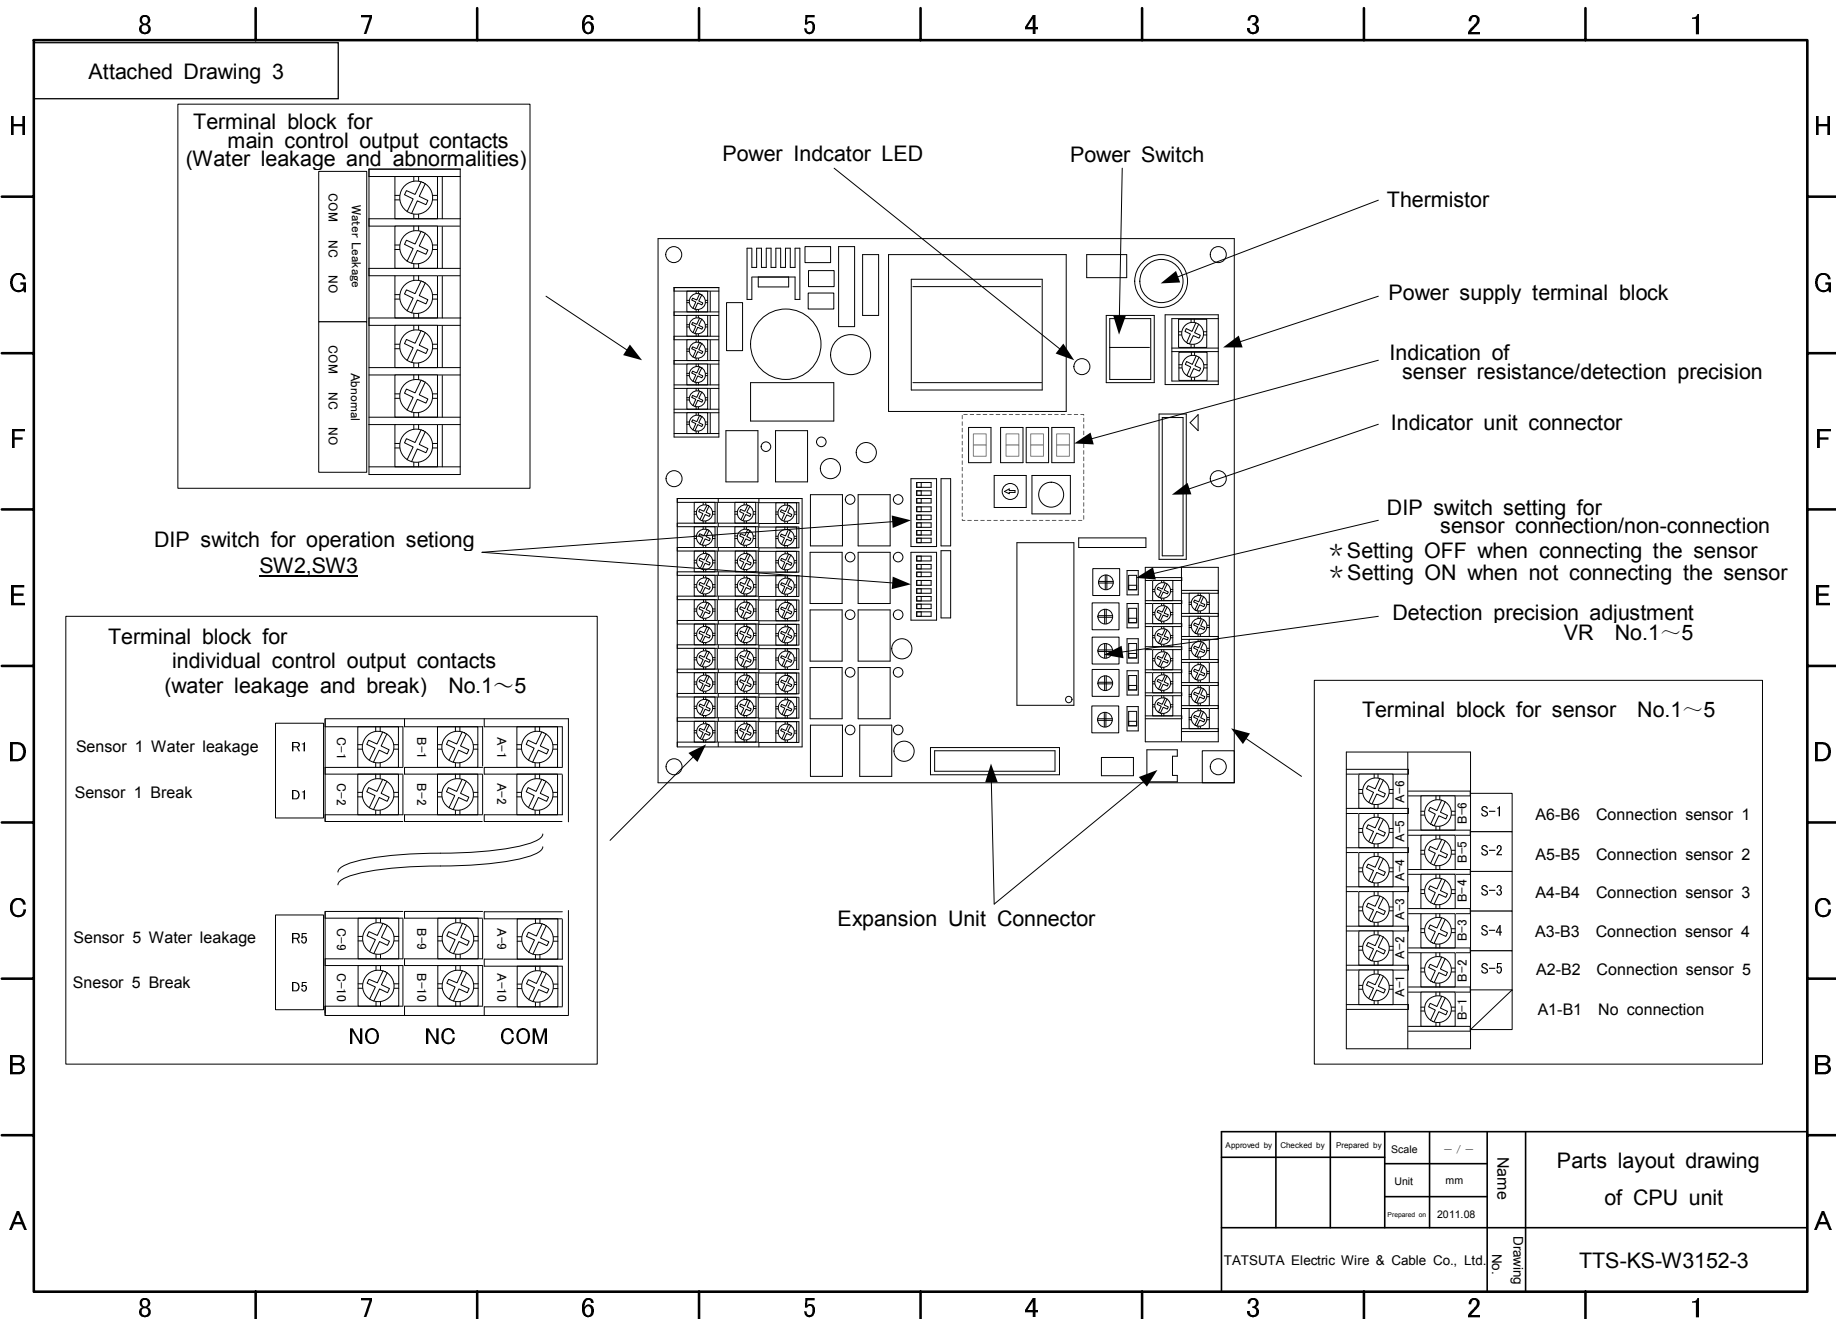 8 7 6 5 4 3 2 1
Attached Drawing 3
H
H
G
G
F
F
E
E
D
D
C
C
B
B
A
A
Terminal block for
main control output contacts
(Water leakage and abnormalities)
Water Leakage
COM NC NO
Abnomal
COM NC NO
Power Indcator LED
Power Switch
Thermistor
Power supply terminal block
Indication of
senser resistance/detection precision
Indicator unit connector
DIP switch setting for
sensor connection/non-connection
*Setting OFF when connecting the sensor
*Setting ON when not connecting the sensor
Detection precision adjustment
VR No.1～5
DIP switch for operation setiong
SW2,SW3
Terminal block for
individual control output contacts
(water leakage and break) No.1～5
Sensor 1 Water leakage R1 C-1 B-1 A-1
Sensor 1 Break D1 C-2 B-2 A-2
Sensor 5 Water leakage R5 C-9 B-9 A-9
Snesor 5 Break D5 C-10 B-10 A-10
NO NC COM
Expansion Unit Connector
Terminal block for sensor No.1～5
A-6 B-6 S-1 A6-B6 Connection sensor 1
A-5 B-5 S-2 A5-B5 Connection sensor 2
A-4 B-4 S-3 A4-B4 Connection sensor 3
A-3 B-3 S-4 A3-B3 Connection sensor 4
A-2 B-2 S-5 A2-B2 Connection sensor 5
A-1 B-1 A1-B1 No connection
Approved by Checked by Prepared by Scale －/－
Unit mm
Prepared on 2011.08
Name
Parts layout drawing
of CPU unit
TATSUTA Electric Wire & Cable Co., Ltd.
Drawing
No.
TTS-KS-W3152-3
8 7 6 5 4 3 2 1